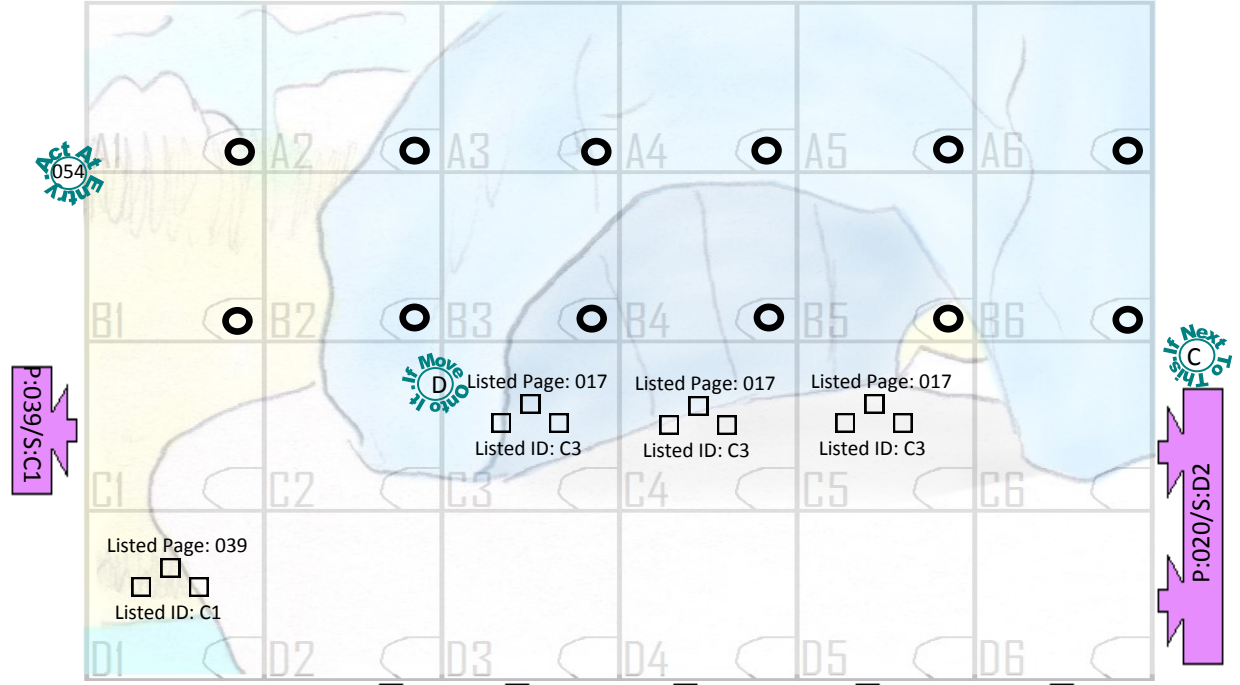 A1
A2
A3
A4
A5
A6
Act At Entry.
054
B1
B2
B3
B4
B5
B6
If Next To This.
C
If Move Onto It.
D
Listed Page: 017
Listed ID: C3
Listed Page: 017
Listed ID: C3
Listed Page: 017
Listed ID: C3
P:039/S:C1
C1
C2
C3
C4
C5
C6
P:020/S:D2
Listed Page: 039
Listed ID: C1
D1
D2
D3
D4
D5
D6